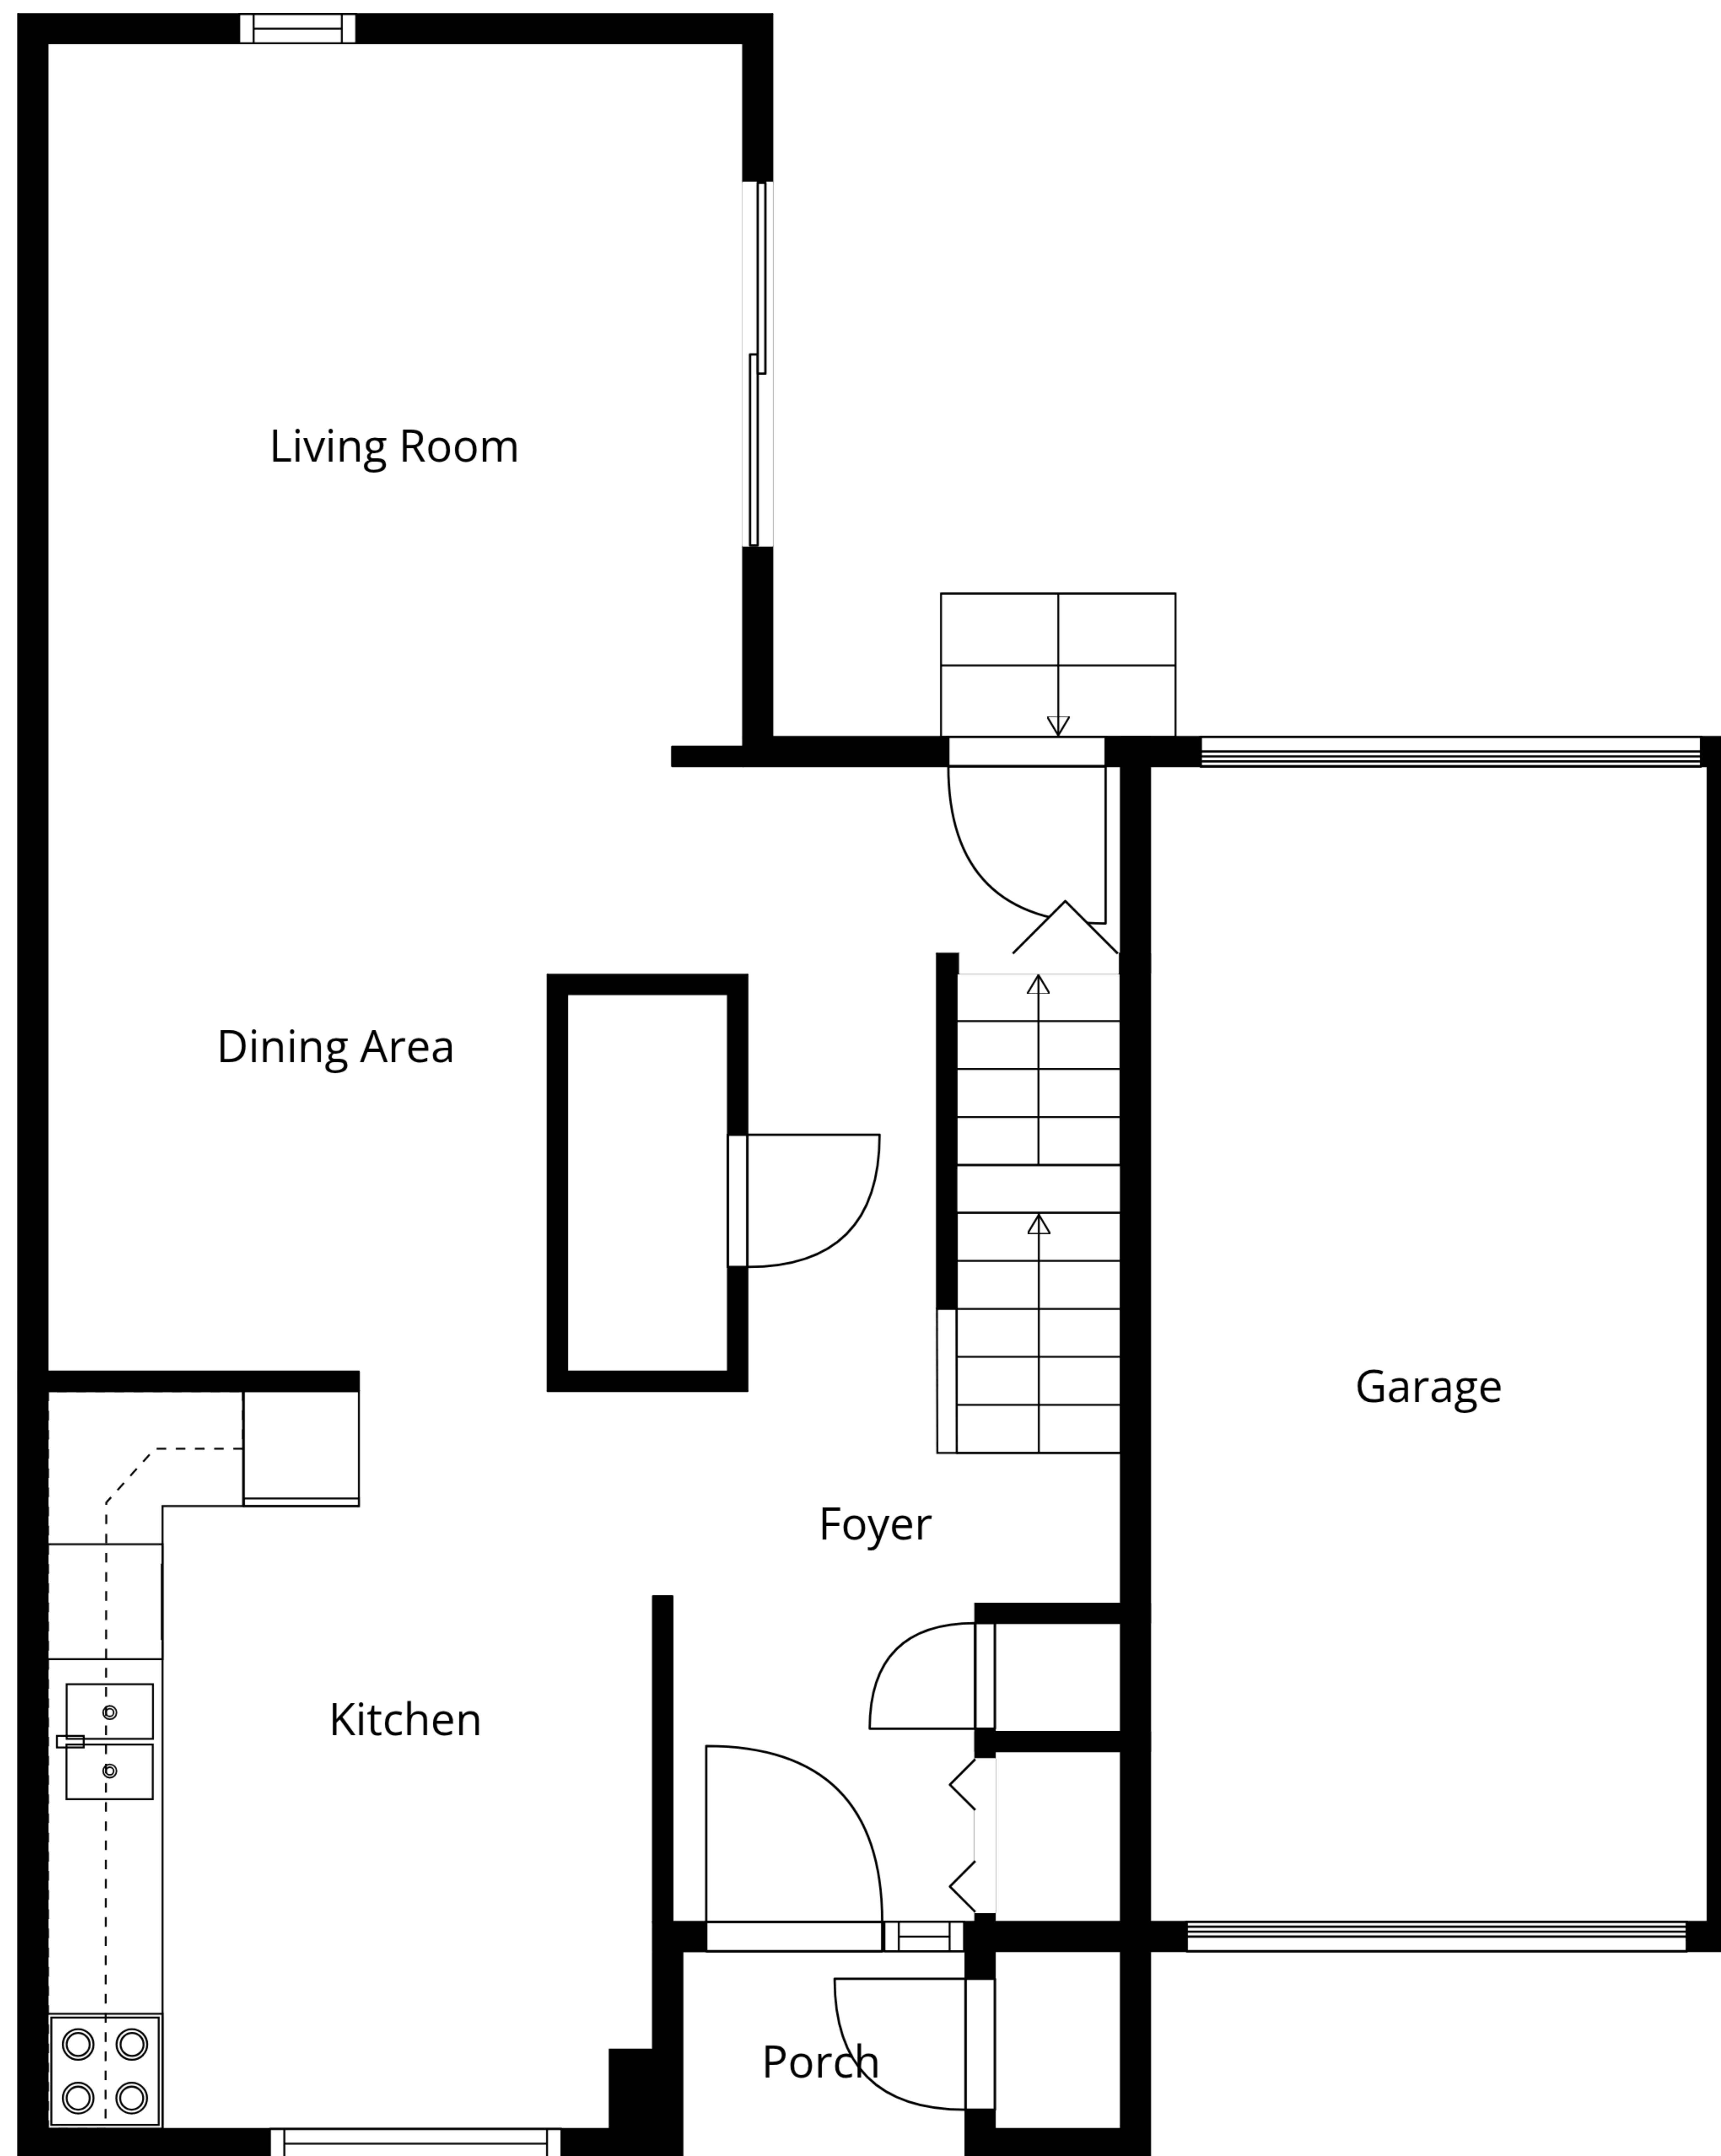 Living Room
Dining Area
Garage
Foyer
Kitchen
Porch